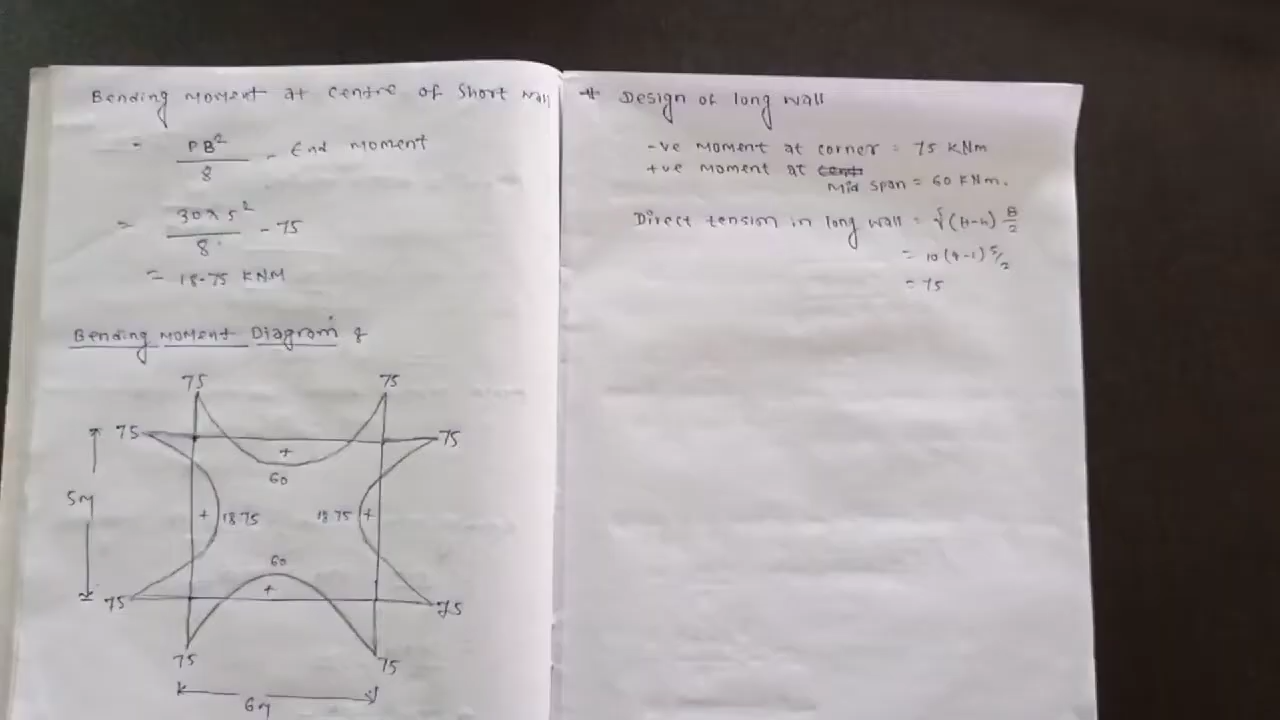 Bending Moment at centre of short wall
= PB²/8 - End Moment
= 30×5²/8 - 75
= 18.75 KNM
Bending Moment Diagram :
75 75
75 75
+
60
5M + 18.75 18.75 +
60
+
75 75
75 75
6M
* Design of long wall
-ve Moment at corner = 75 KNm
+ve Moment at
Mid span = 60 KNm.
Direct tension in long wall = γ(H-h) B/2
= 10(4-1) 5/2
= 75